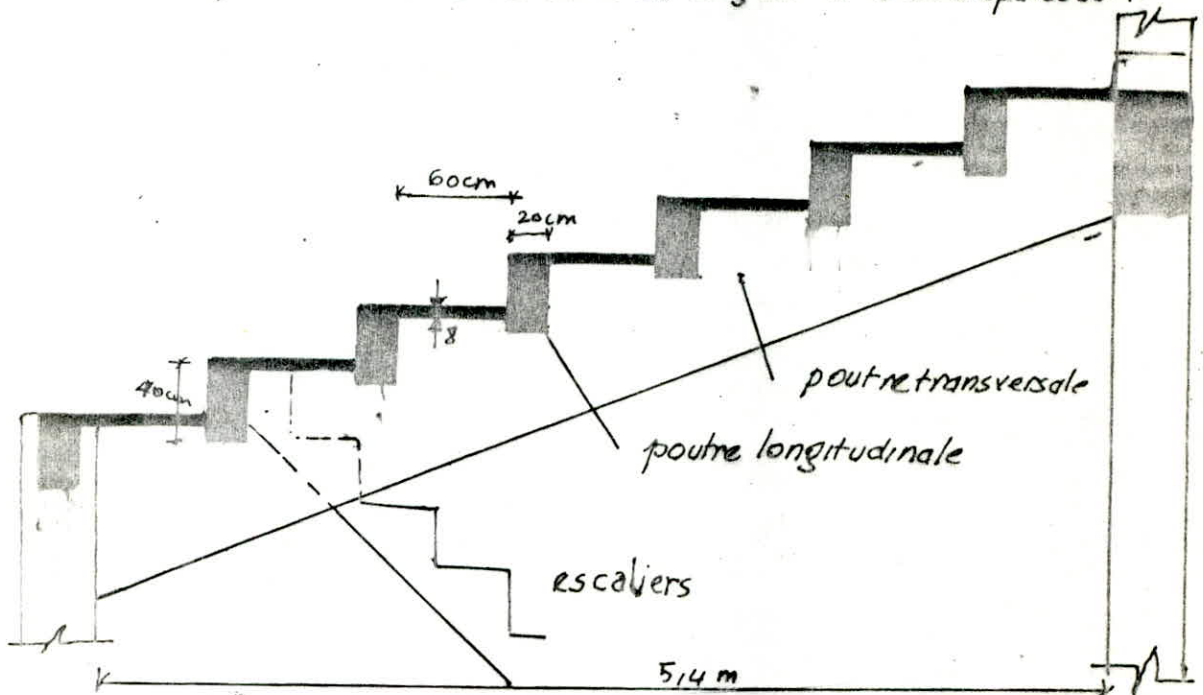 60cm
20cm
8
40cm
poutre transversale
poutre longitudinale
escaliers
5,4 m